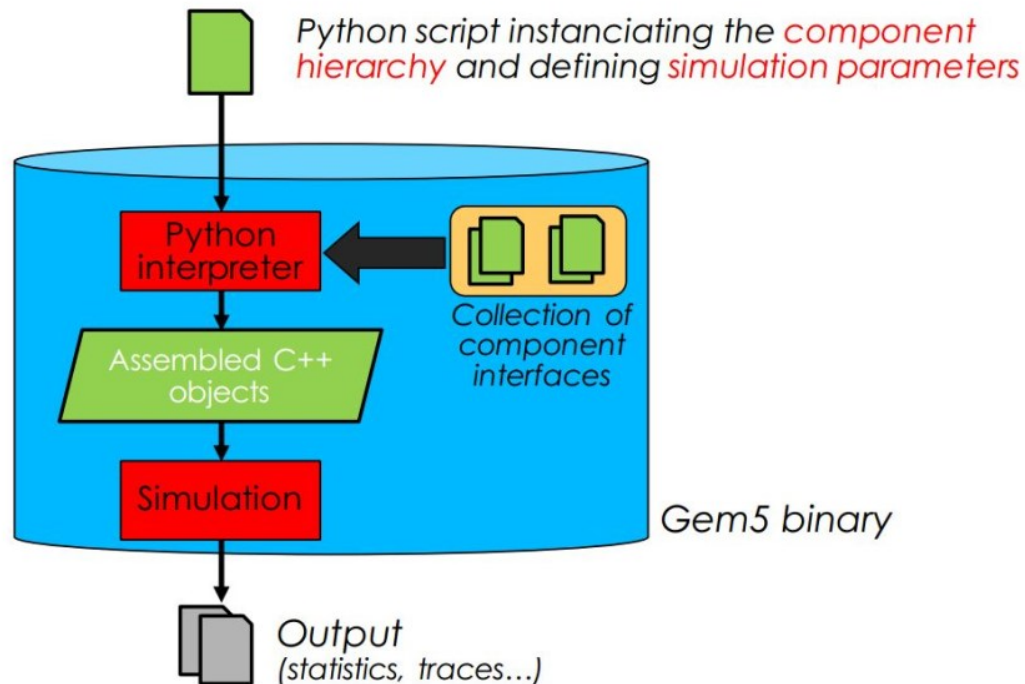 Python script instanciating the component
hierarchy and defining simulation parameters
Python
interpreter
Collection of
component
interfaces
Assembled C++
objects
Simulation
Gem5 binary
Output
(statistics, traces...)